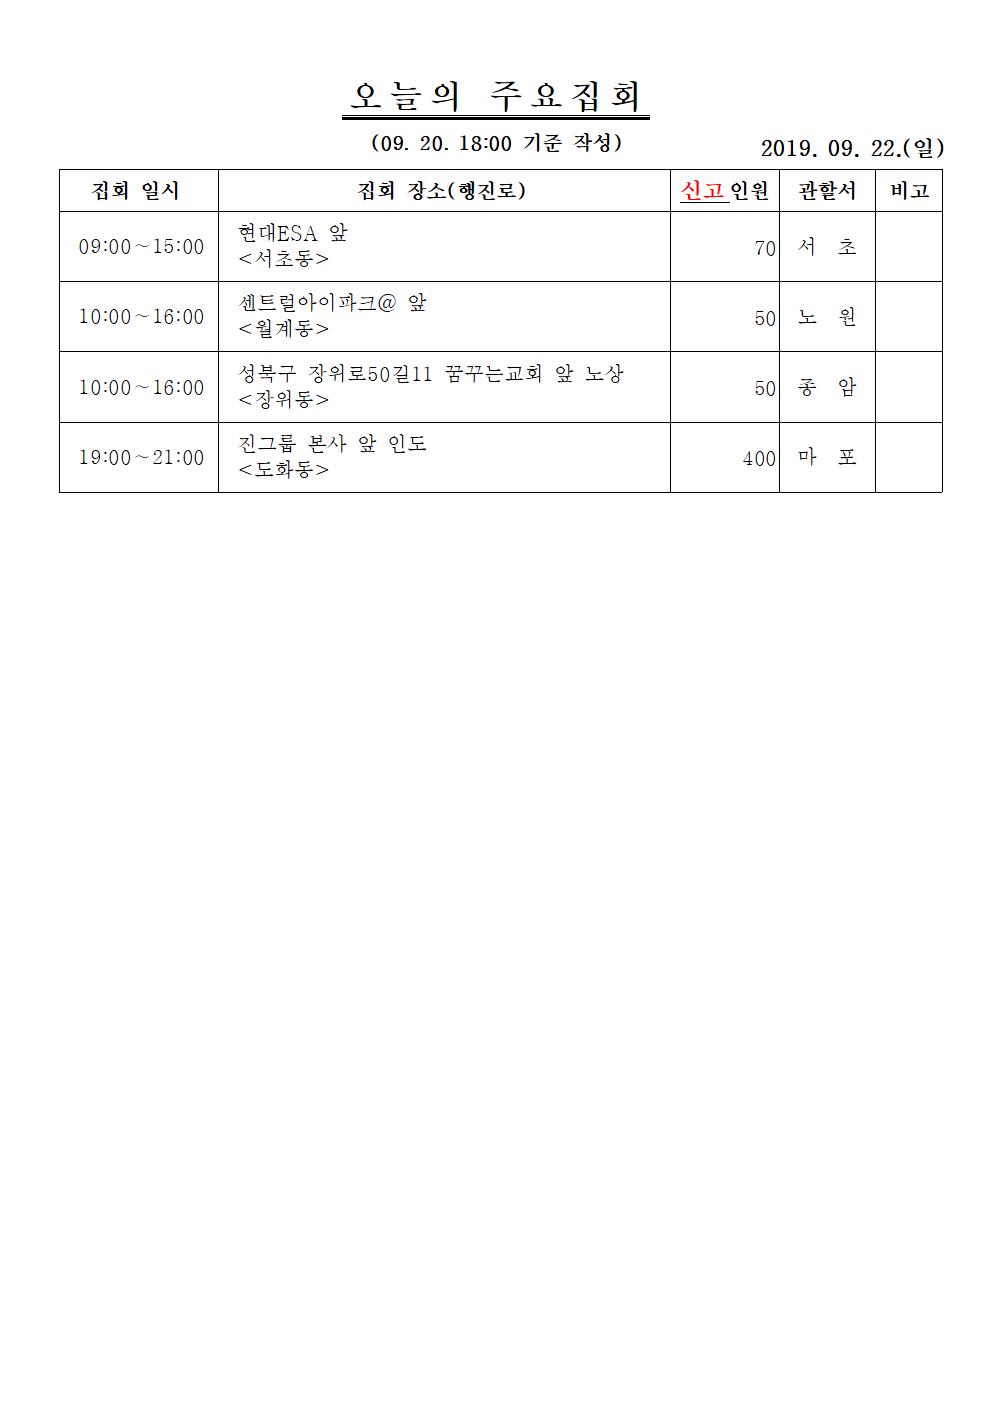 오늘의 주요집회
(09. 20. 18:00 기준 작성)
2019. 09. 22.(일)
집회 일시 집회 장소(행진로) 신고인원 관할서 비고
09:00~15:00 현대ESA 앞 <서초동> 70 서 초
10:00~16:00 센트럴아이파크@ 앞 <월계동> 50 노 원
10:00~16:00 성북구 장위로50길11 꿈꾸는교회 앞 노상 <장위동> 50 종 암
19:00~21:00 진그룹 본사 앞 인도 <도화동> 400 마 포